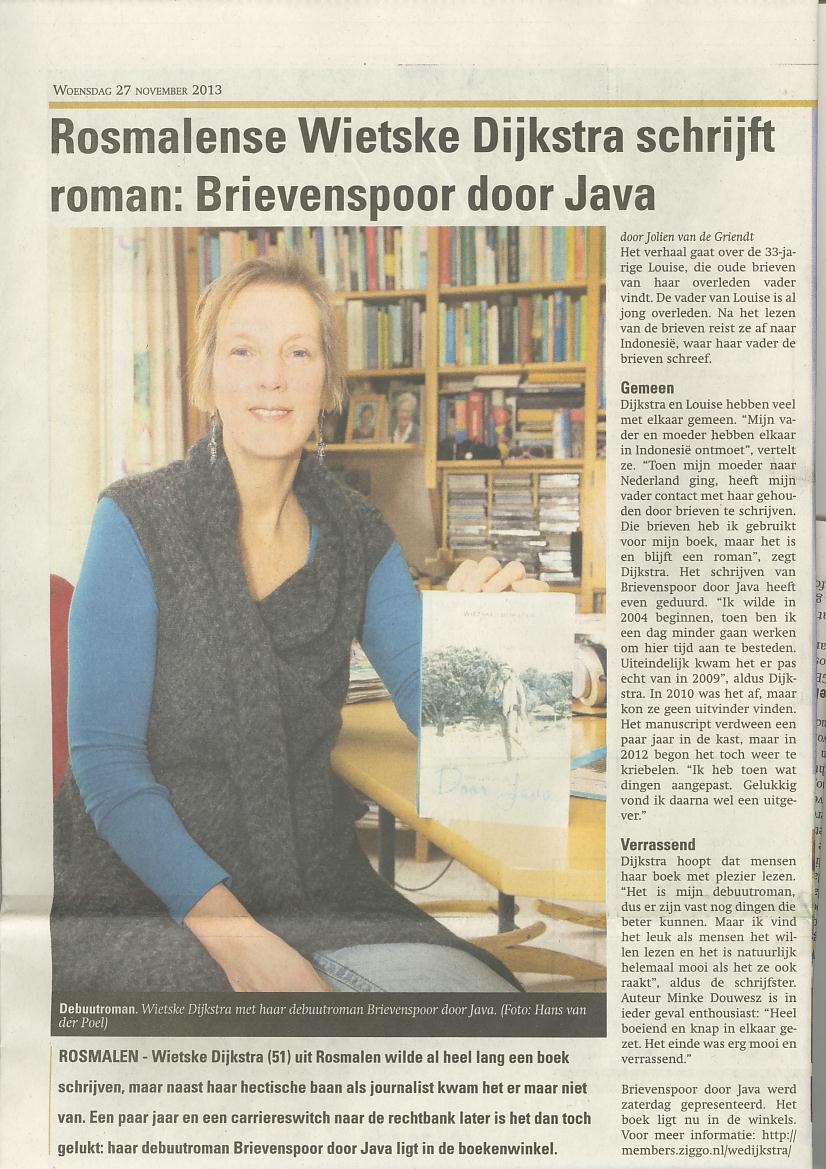 Woensdag 27 november 2013
Rosmalense Wietske Dijkstra schrijft
roman: Brievenspoor door Java
Door Java
Debuutroman. Wietske Dijkstra met haar debuutroman Brievenspoor door Java. (Foto: Hans van
der Poel)
ROSMALEN - Wietske Dijkstra (51) uit Rosmalen wilde al heel lang een boek
schrijven, maar naast haar hectische baan als journalist kwam het er maar niet
van. Een paar jaar en een carriereswitch naar de rechtbank later is het dan toch
gelukt: haar debuutroman Brievenspoor door Java ligt in de boekenwinkel.
door Jolien van de Griendt
Het verhaal gaat over de 33-ja-
rige Louise, die oude brieven
van haar overleden vader
vindt. De vader van Louise is al
jong overleden. Na het lezen
van de brieven reist ze af naar
Indonesië, waar haar vader de
brieven schreef.
Gemeen
Dijkstra en Louise hebben veel
met elkaar gemeen. “Mijn va-
der en moeder hebben elkaar
in Indonesië ontmoet”, vertelt
ze. “Toen mijn moeder naar
Nederland ging, heeft mijn
vader contact met haar gehou-
den door brieven te schrijven.
Die brieven heb ik gebruikt
voor mijn boek, maar het is
en blijft een roman”, zegt
Dijkstra. Het schrijven van
Brievenspoor door Java heeft
even geduurd. “Ik wilde in
2004 beginnen, toen ben ik
een dag minder gaan werken
om hier tijd aan te besteden.
Uiteindelijk kwam het er pas
echt van in 2009”, aldus Dijk-
stra. In 2010 was het af, maar
kon ze geen uitvinder vinden.
Het manuscript verdween een
paar jaar in de kast, maar in
2012 begon het toch weer te
kriebelen. “Ik heb toen wat
dingen aangepast. Gelukkig
vond ik daarna wel een uitge-
ver.”
Verrassend
Dijkstra hoopt dat mensen
haar boek met plezier lezen.
“Het is mijn debuutroman,
dus er zijn vast nog dingen die
beter kunnen. Maar ik vind
het leuk als mensen het wil-
len lezen en het is natuurlijk
helemaal mooi als het ze ook
raakt”, aldus de schrijfster.
Auteur Minke Douwesz is in
ieder geval enthousiast: “Heel
boeiend en knap in elkaar ge-
zet. Het einde was erg mooi en
verrassend.”
Brievenspoor door Java werd
zaterdag gepresenteerd. Het
boek ligt nu in de winkels.
Voor meer informatie: http://
members.ziggo.nl/wedijkstra/